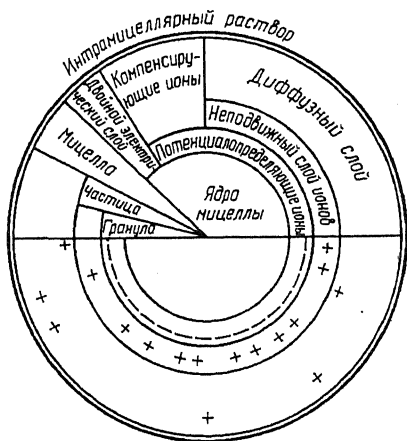 Интрамицеллярный раствор
Компенсиру-
ющие ионы
Диффузный слой
Двойной электри-
ческий слой
Неподвижный слой ионов
Мицелла
Потенциалопределяющие ионы
Частица
Ядро
мицеллы
Гранула